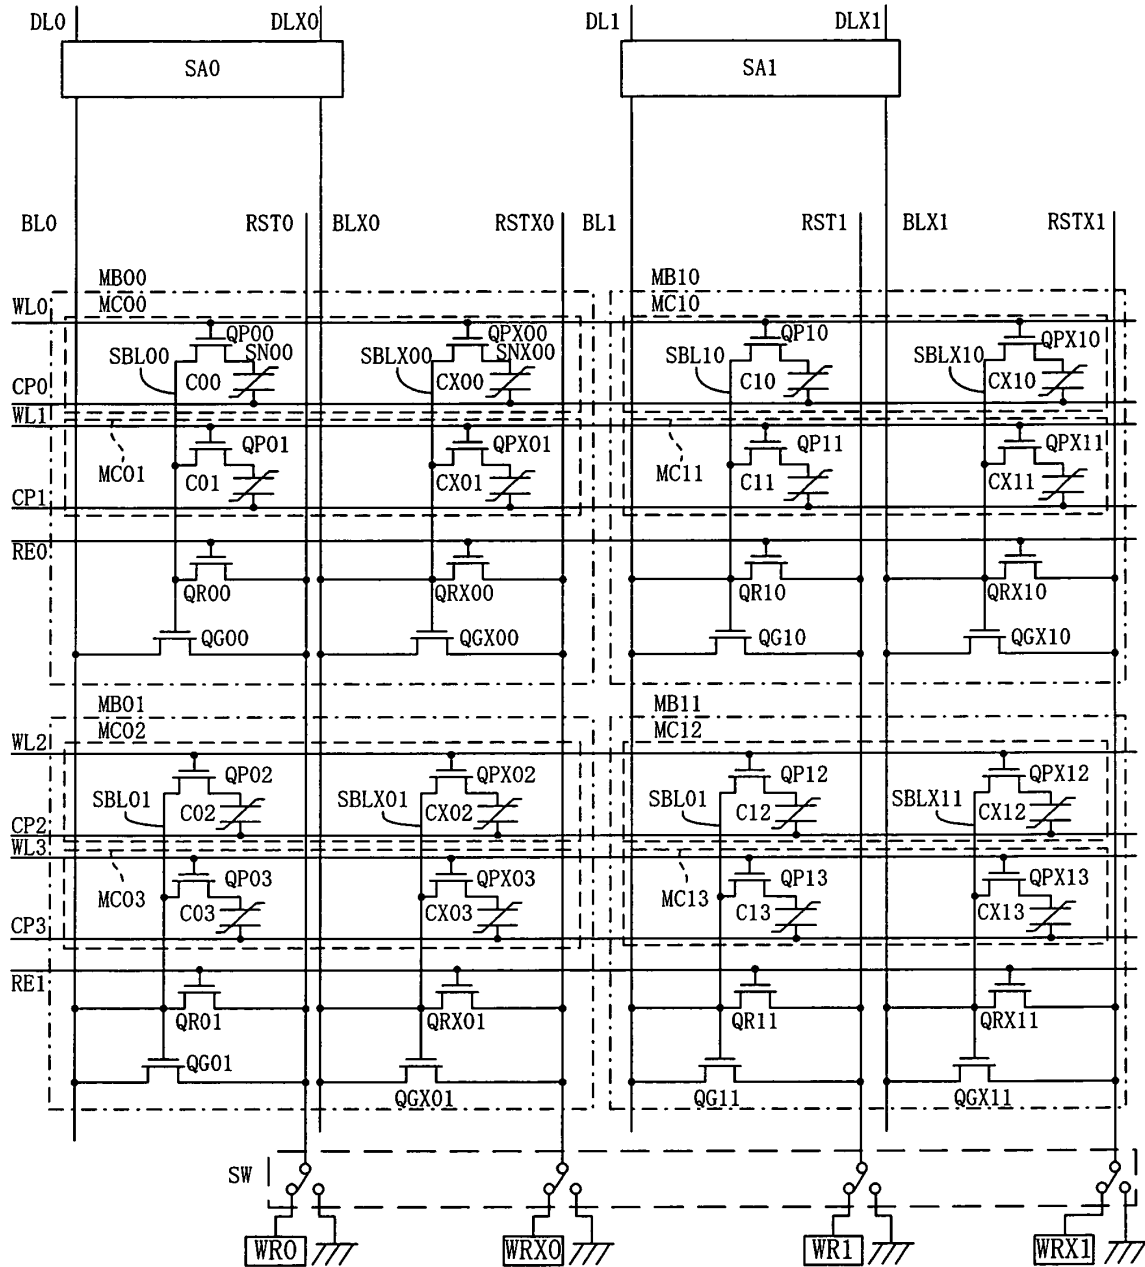 DL0 DLX0 DL1 DLX1
SA0 SA1
BL0 RST0 BLX0 RSTX0 BL1 RST1 BLX1 RSTX1
MB00 MB10
WL0 MC00 MC10
QP00 QPX00 QP10 QPX10
SN00 SNX00
SBL00 SBLX00 SBL10 SBLX10
CP0 C00 CX00 C10 CX10
WL1
QP01 QPX01 QP11 QPX11
MC01 MC11
C01 CX01 C11 CX11
CP1
RE0
QR00 QRX00 QR10 QRX10
QG00 QGX00 QG10 QGX10
MB01 MB11
MC02 MC12
WL2
QP02 QPX02 QP12 QPX12
SBL01 SBLX01 SBL01 SBLX11
C02 CX02 C12 CX12
CP2
WL3
QP03 QPX03 QP13 QPX13
MC03 MC13
C03 CX03 C13 CX13
CP3
RE1
QR01 QRX01 QR11 QRX11
QG01
QGX01 QG11 QGX11
SW
WR0 WRX0 WR1 WRX1